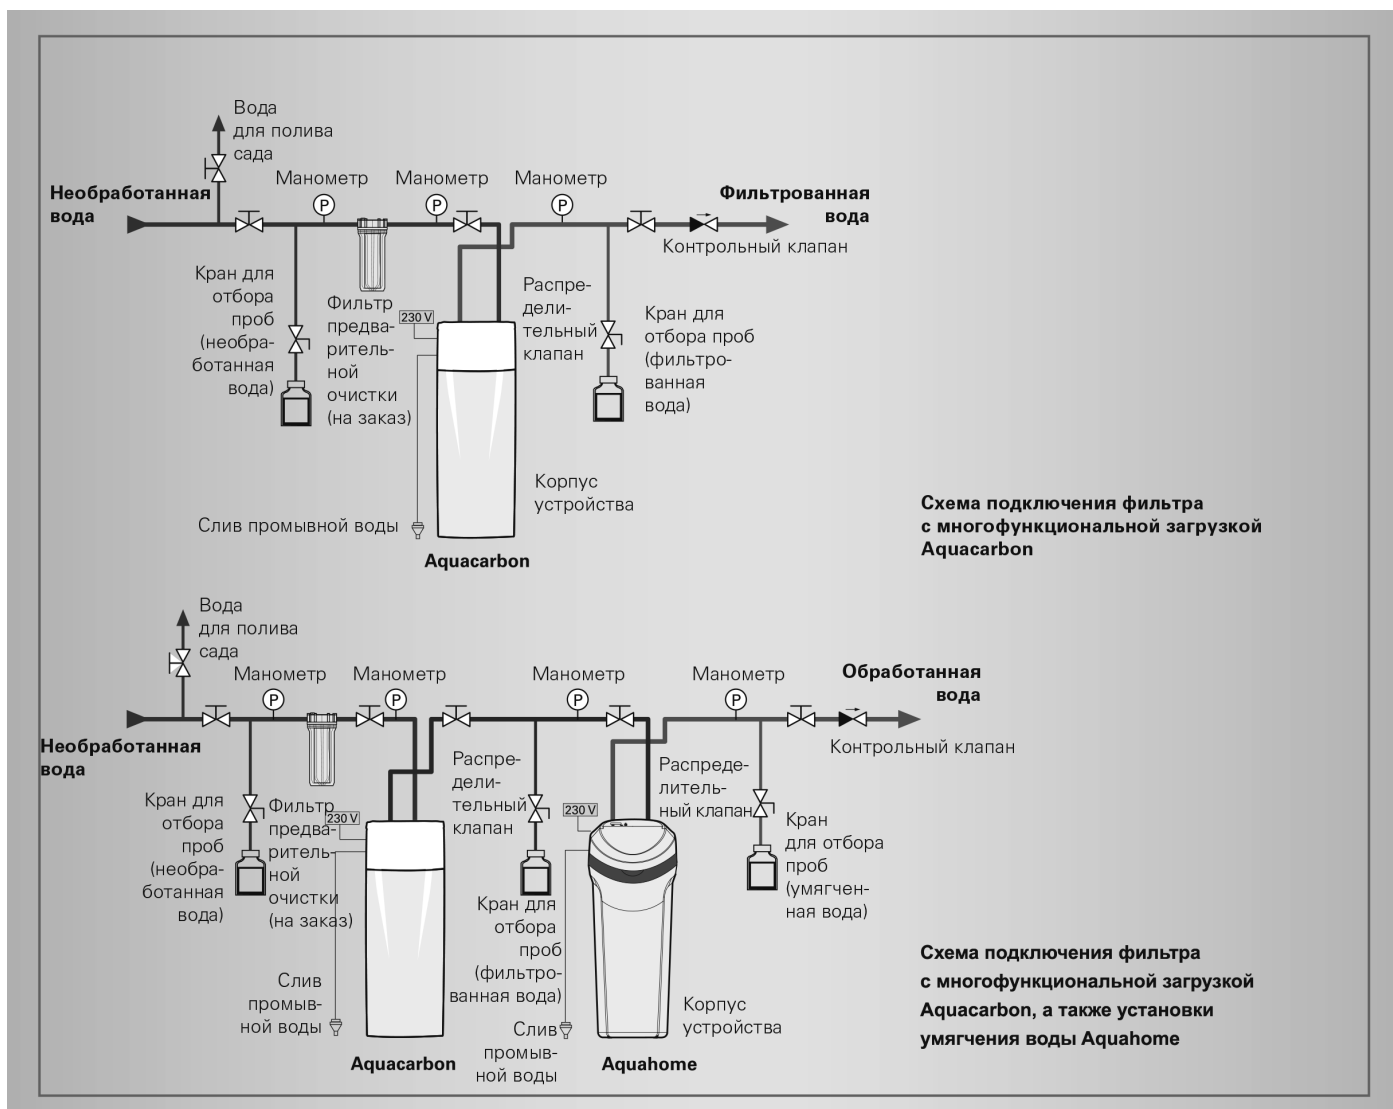 Вода
для полива
сада
Манометр
Манометр
Манометр
Необработанная
вода
Фильтрованная
вода
P
P
P
Контрольный клапан
Кран для
отбора
проб
(необра-
ботанная
вода)
Фильтр
предва-
ритель-
ной
очистки
(на заказ)
230 V
Распре-
дели-
тельный
клапан
Кран для
отбора проб
(фильтро-
ванная
вода)
Корпус
устройства
Слив промывной воды
Aquacarbon
Схема подключения фильтра
с многофункциональной загрузкой
Aquacarbon
Вода
для полива
сада
Манометр
Манометр
Манометр
Манометр
Обработанная
вода
P
P
P
P
Необработанная
вода
Контрольный клапан
Кран для
отбора
проб
(необра-
ботанная
вода)
Фильтр
предва-
ритель-
ной
очистки
(на заказ)
230 V
Распре-
дели-
тельный
клапан
230 V
Распреде-
литель-
ный клапан
Кран
для отбора
проб
(умягчен-
ная вода)
Кран для
отбора
проб
(фильтро-
ванная вода)
Слив
промыв-
ной воды
Корпус
устройства
Слив
промыв-
ной воды
Aquacarbon
Aquahome
Схема подключения фильтра
с многофункциональной загрузкой
Aquacarbon, а также установки
умягчения воды Aquahome